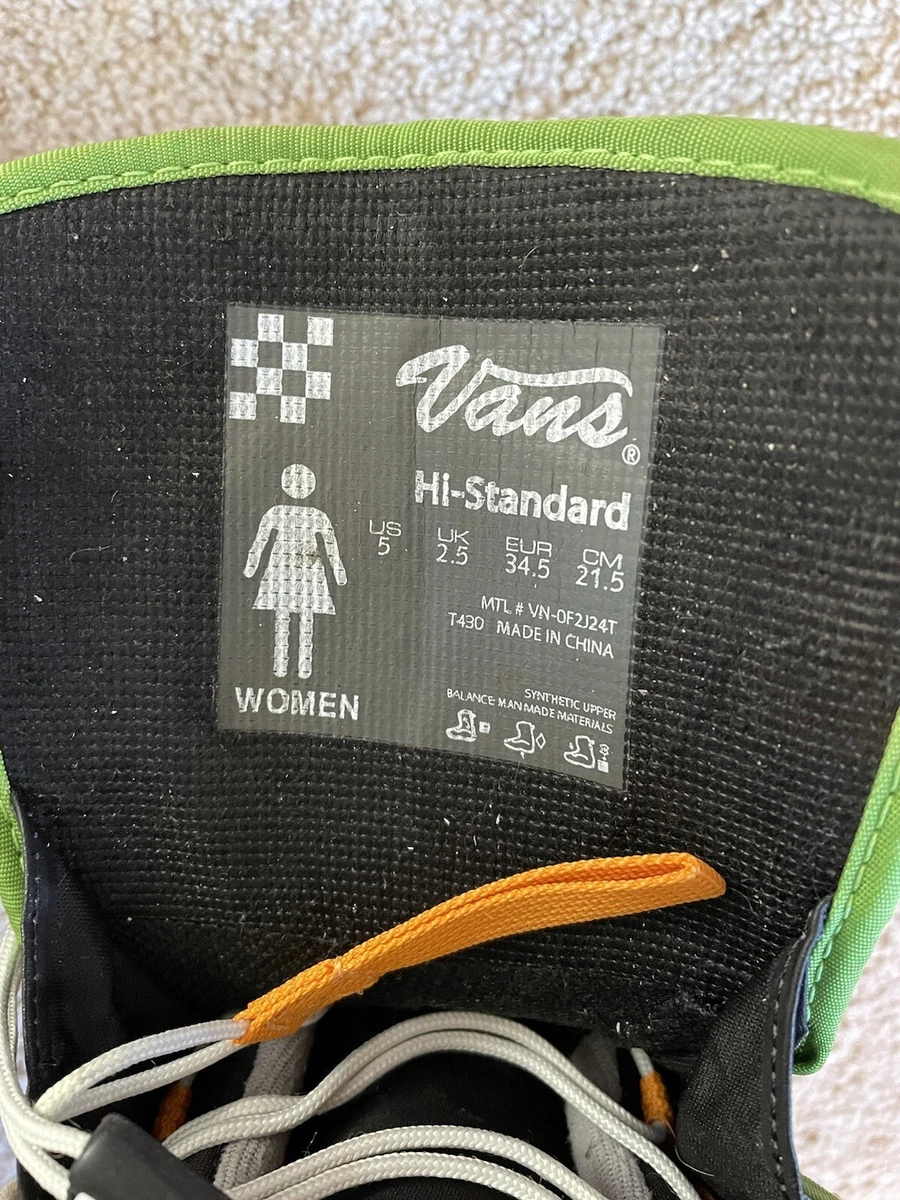 Vans®
Hi-Standard
US UK EUR CM
5 2.5 34.5 21.5
MTL # VN-0F2J24T
T430 MADE IN CHINA
WOMEN
SYNTHETIC UPPER
BALANCE MAN MADE MATERIALS